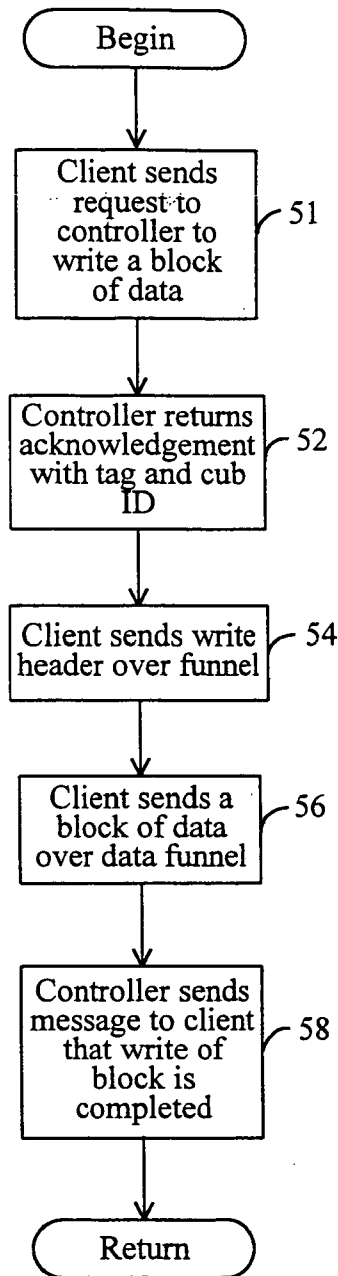 Begin
Client sends
request to
controller to
write a block
of data
51
Controller returns
acknowledgement
with tag and cub
ID
52
Client sends write
header over funnel
54
Client sends a
block of data
over data funnel
56
Controller sends
message to client
that write of
block is
completed
58
Return